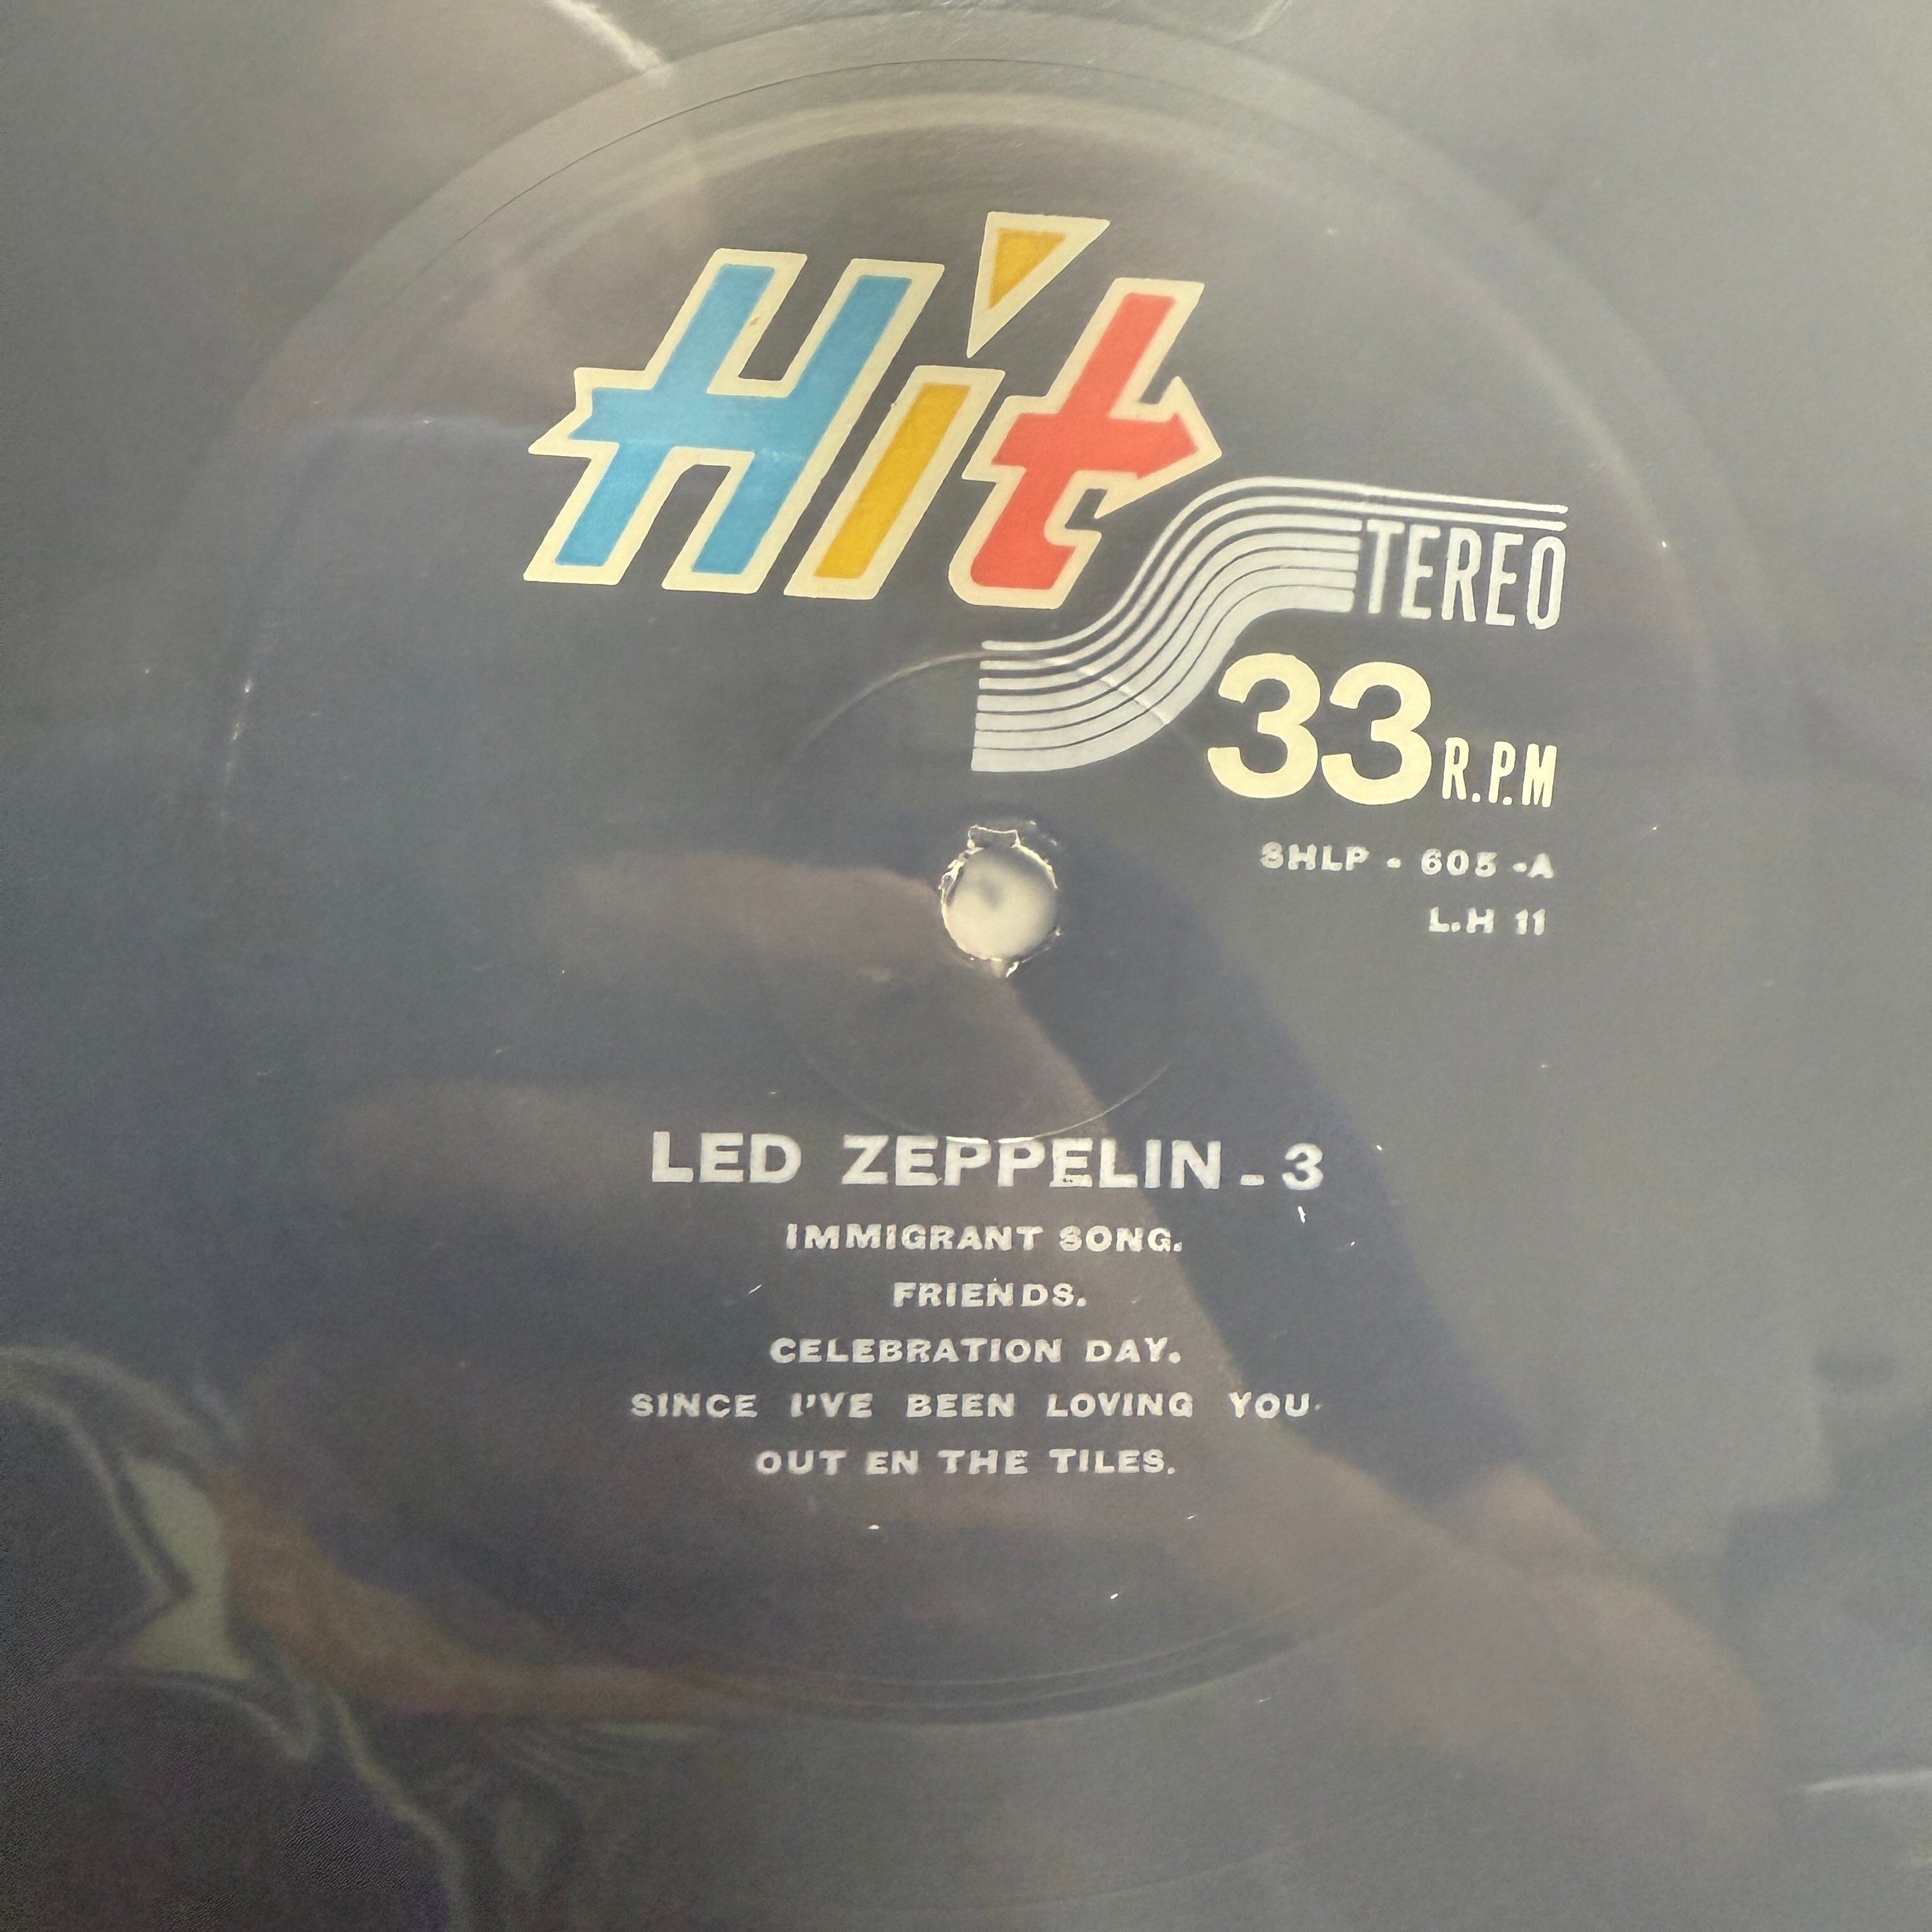 Hit
STEREO
33 R.P.M
SHLP - 605 -A
L.H 11
LED ZEPPELIN - 3
IMMIGRANT SONG.
FRIENDS.
CELEBRATION DAY.
SINCE I'VE BEEN LOVING YOU.
OUT EN THE TILES.